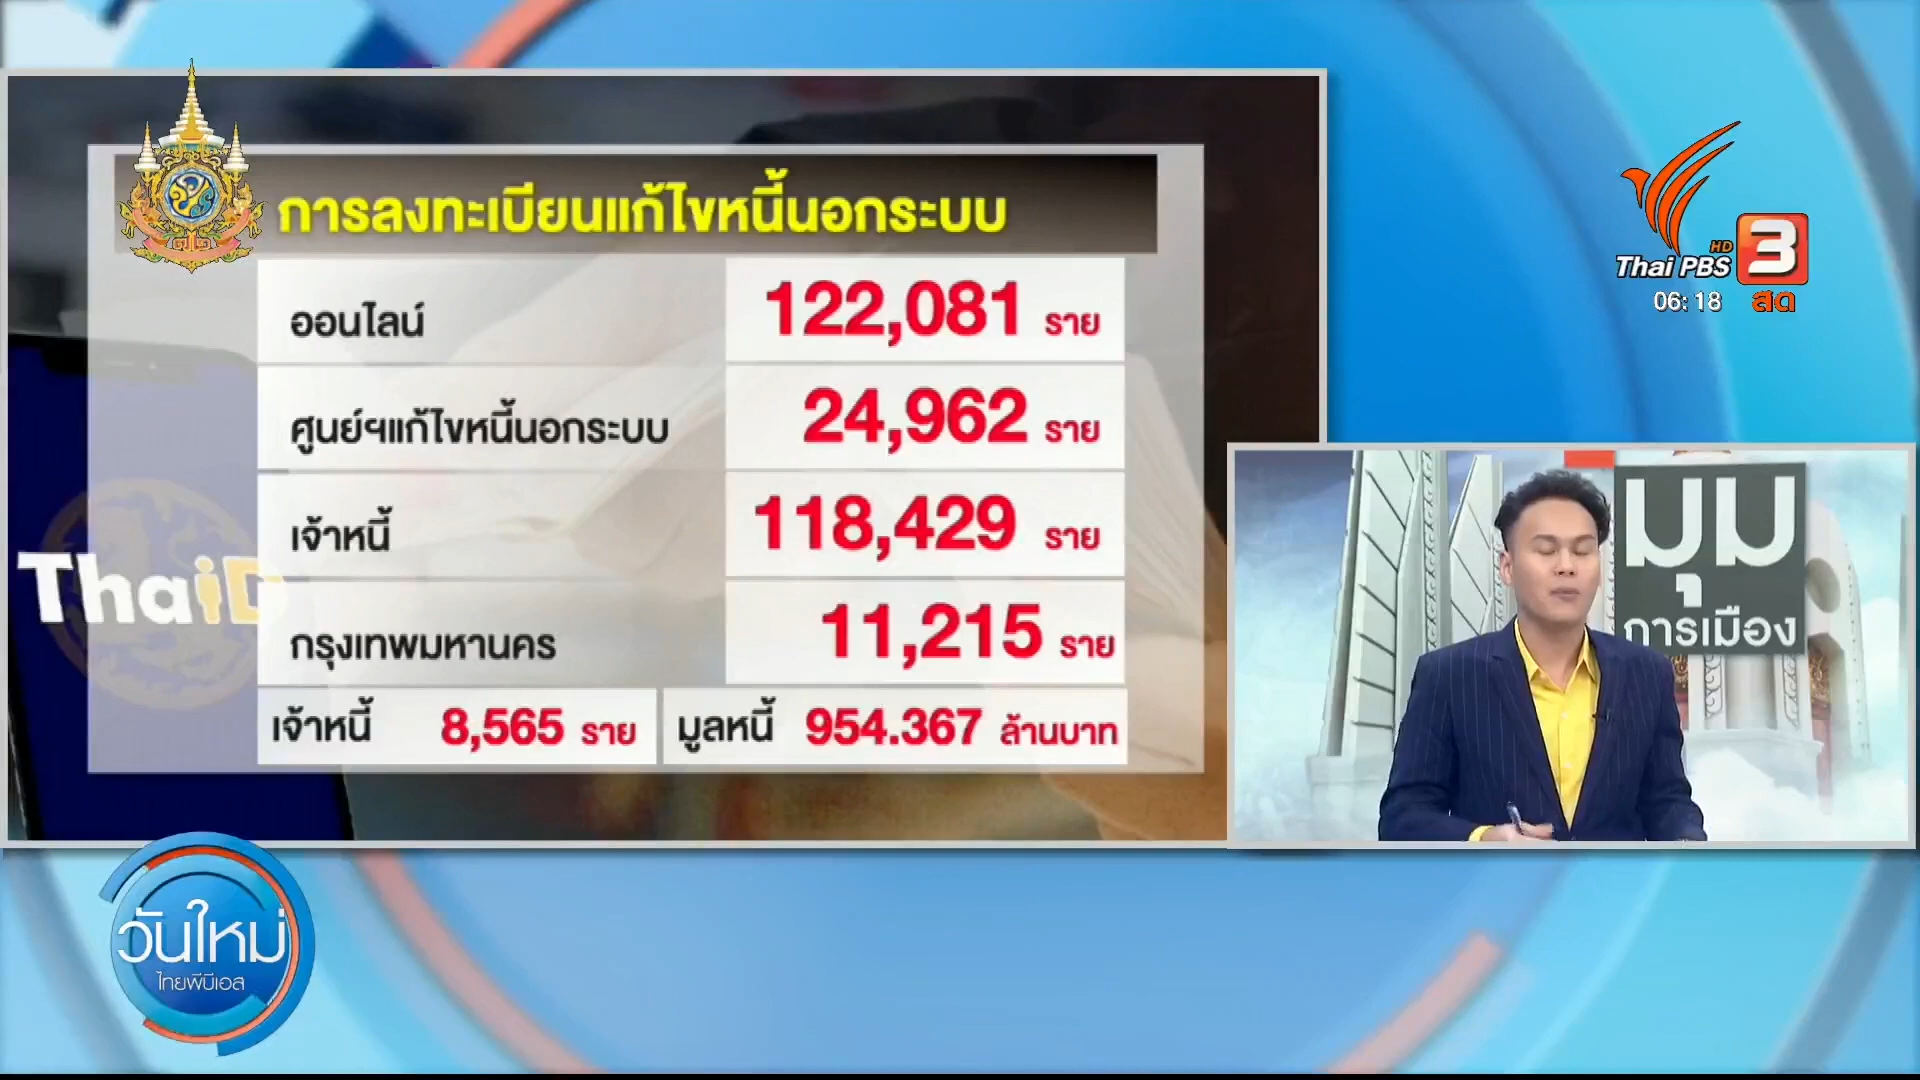 ๗๒
การลงทะเบียนแก้ไขหนี้นอกระบบ
ออนไลน์ 122,081 ราย
ศูนย์ฯแก้ไขหนี้นอกระบบ 24,962 ราย
เจ้าหนี้ 118,429 ราย
กรุงเทพมหานคร 11,215 ราย
เจ้าหนี้ 8,565 ราย มูลหนี้ 954.367 ล้านบาท
ThaiD
HD
Thai PBS 3
06:18 สด
มุม
การเมือง
วันใหม่
ไทยพีบีเอส